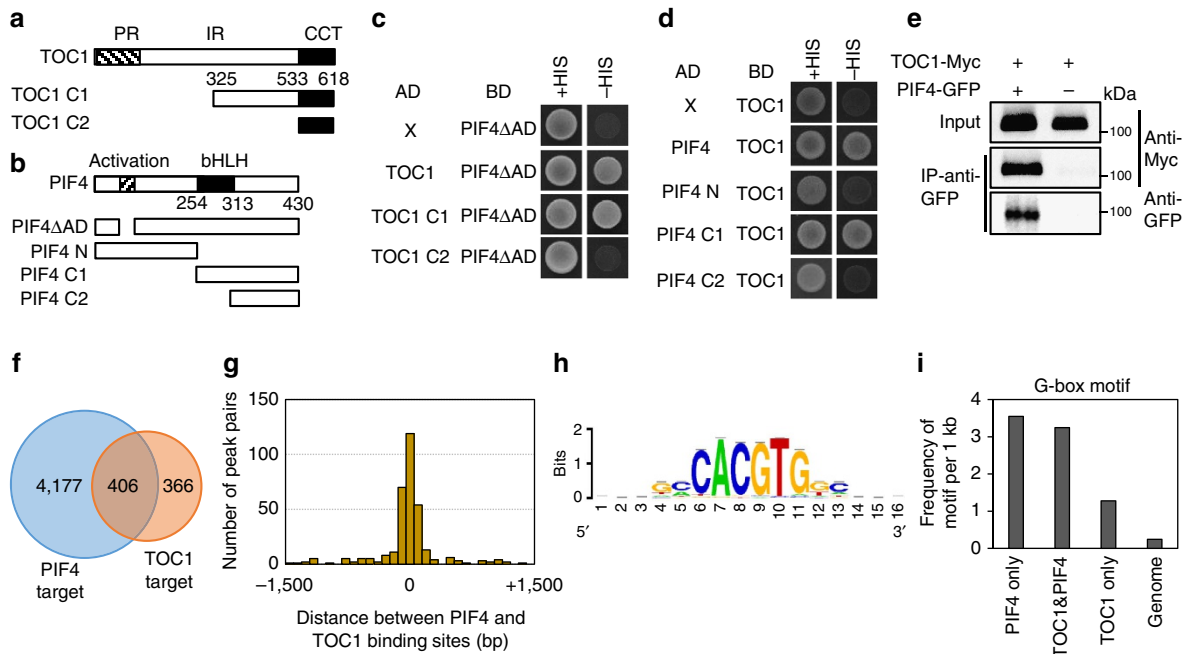 a
PR IR CCT
TOC1
325 533 618
TOC1 C1
TOC1 C2
b
Activation bHLH
PIF4
254 313 430
PIF4ΔAD
PIF4 N
PIF4 C1
PIF4 C2
c
AD BD +HIS −HIS
X PIF4ΔAD
TOC1 PIF4ΔAD
TOC1 C1 PIF4ΔAD
TOC1 C2 PIF4ΔAD
d
AD BD +HIS −HIS
X TOC1
PIF4 TOC1
PIF4 N TOC1
PIF4 C1 TOC1
PIF4 C2 TOC1
e
TOC1-Myc + +
PIF4-GFP + −
kDa
Input
100
Anti-
Myc
IP-anti-
GFP
100
100
Anti-
GFP
f
4,177 406 366
PIF4
target
TOC1
target
g
Number of peak pairs
150
100
50
0
−1,500 0 +1,500
Distance between PIF4 and
TOC1 binding sites (bp)
h
Bits
2
1
0
CACGTG
1 2 3 4 5 6 7 8 9 10 11 12 13 14 15 16
5′ 3′
i
G-box motif
Frequency of
motif per 1 kb
4
3
2
1
0
PIF4 only
TOC1&PIF4
TOC1 only
Genome